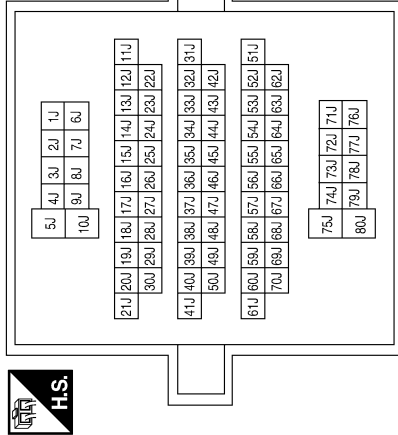 H.S.
5J 4J 3J 2J 1J
10J 9J 8J 7J 6J
21J 20J 19J 18J 17J 16J 15J 14J 13J 12J 11J
30J 29J 28J 27J 26J 25J 24J 23J 22J
41J 40J 39J 38J 37J 36J 35J 34J 33J 32J 31J
50J 49J 48J 47J 46J 45J 44J 43J 42J
61J 60J 59J 58J 57J 56J 55J 54J 53J 52J 51J
70J 69J 68J 67J 66J 65J 64J 63J 62J
75J 74J 73J 72J 71J
80J 79J 78J 77J 76J